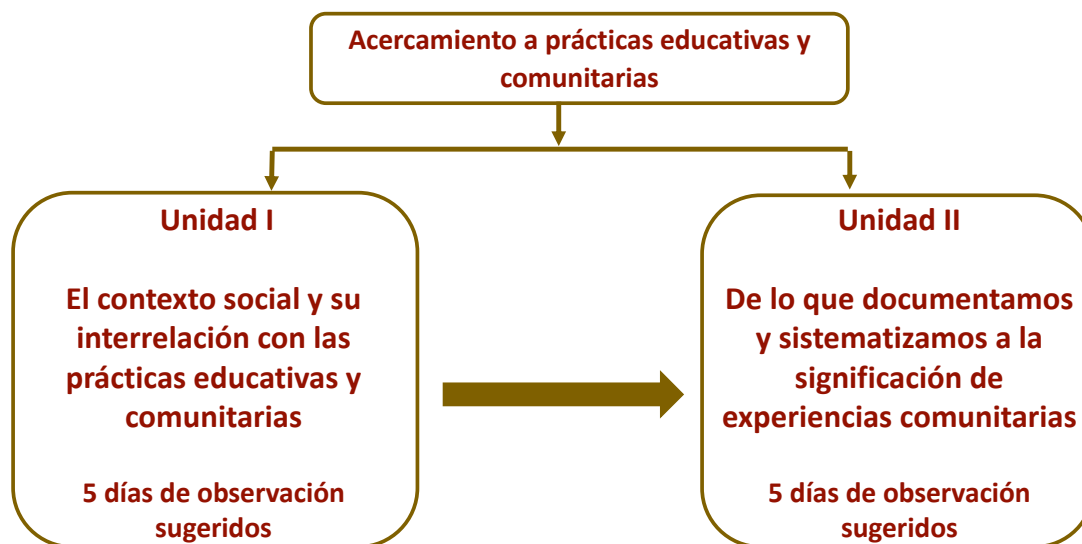 Acercamiento a prácticas educativas y
comunitarias
Unidad I
El contexto social y su
interrelación con las
prácticas educativas y
comunitarias
5 días de observación
sugeridos
Unidad II
De lo que documentamos
y sistematizamos a la
significación de
experiencias comunitarias
5 días de observación
sugeridos